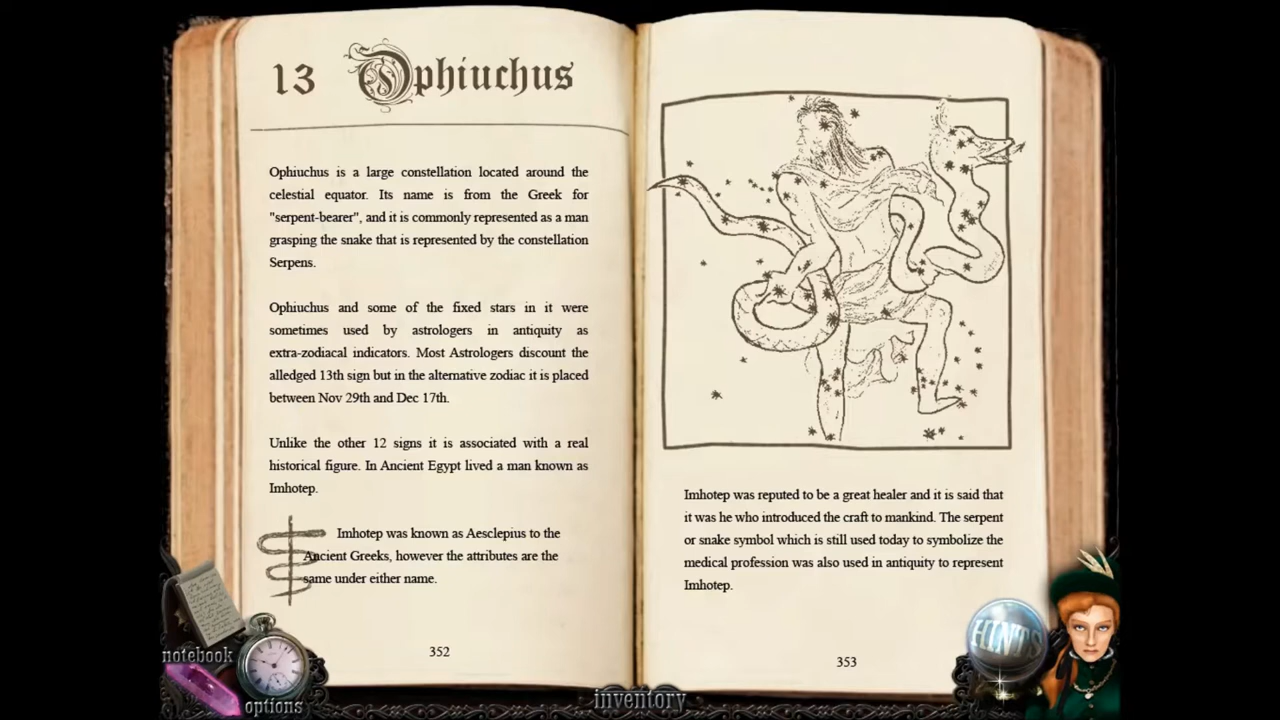 13 Ophiuchus
Ophiuchus is a large constellation located around the
celestial equator. Its name is from the Greek for
"serpent-bearer", and it is commonly represented as a man
grasping the snake that is represented by the constellation
Serpens.
Ophiuchus and some of the fixed stars in it were
sometimes used by astrologers in antiquity as
extra-zodiacal indicators. Most Astrologers discount the
alledged 13th sign but in the alternative zodiac it is placed
between Nov 29th and Dec 17th.
Unlike the other 12 signs it is associated with a real
historical figure. In Ancient Egypt lived a man known as
Imhotep.
Imhotep was known as Aesclepius to the
Ancient Greeks, however the attributes are the
same under either name.
352
Imhotep was reputed to be a great healer and it is said that
it was he who introduced the craft to mankind. The serpent
or snake symbol which is still used today to symbolize the
medical profession was also used in antiquity to represent
Imhotep.
353
notebook
options
inventory
HINTS